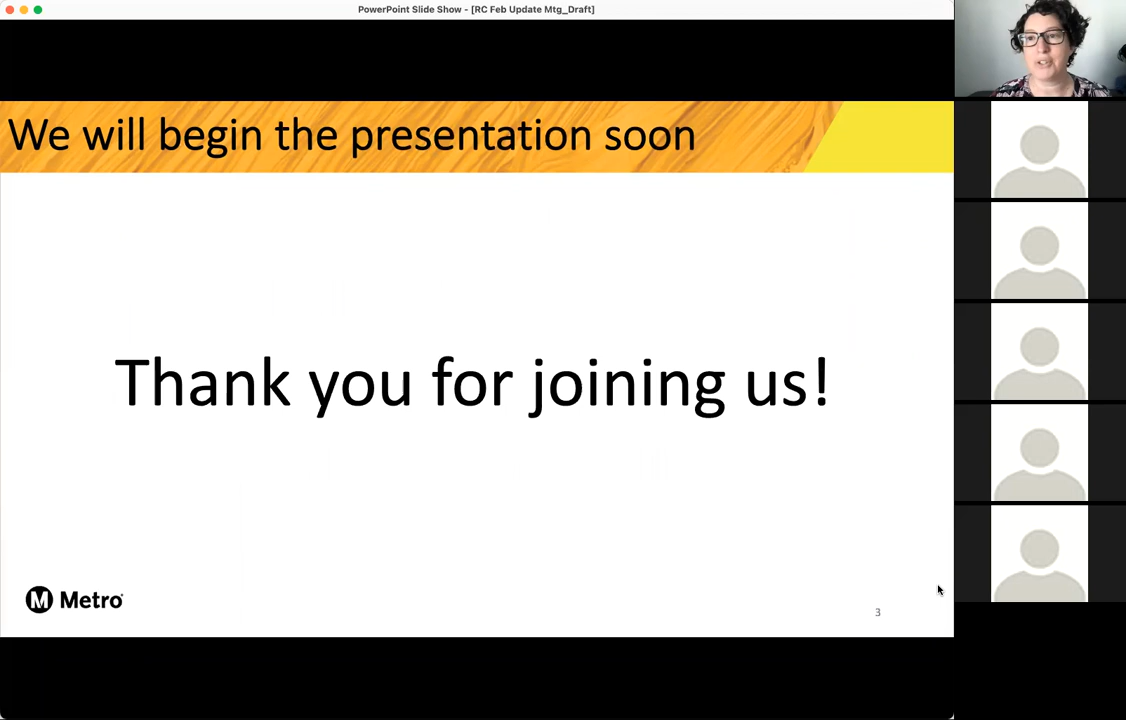 PowerPoint Slide Show - [RC Feb Update Mtg_Draft]
We will begin the presentation soon
Thank you for joining us!
M Metro
3